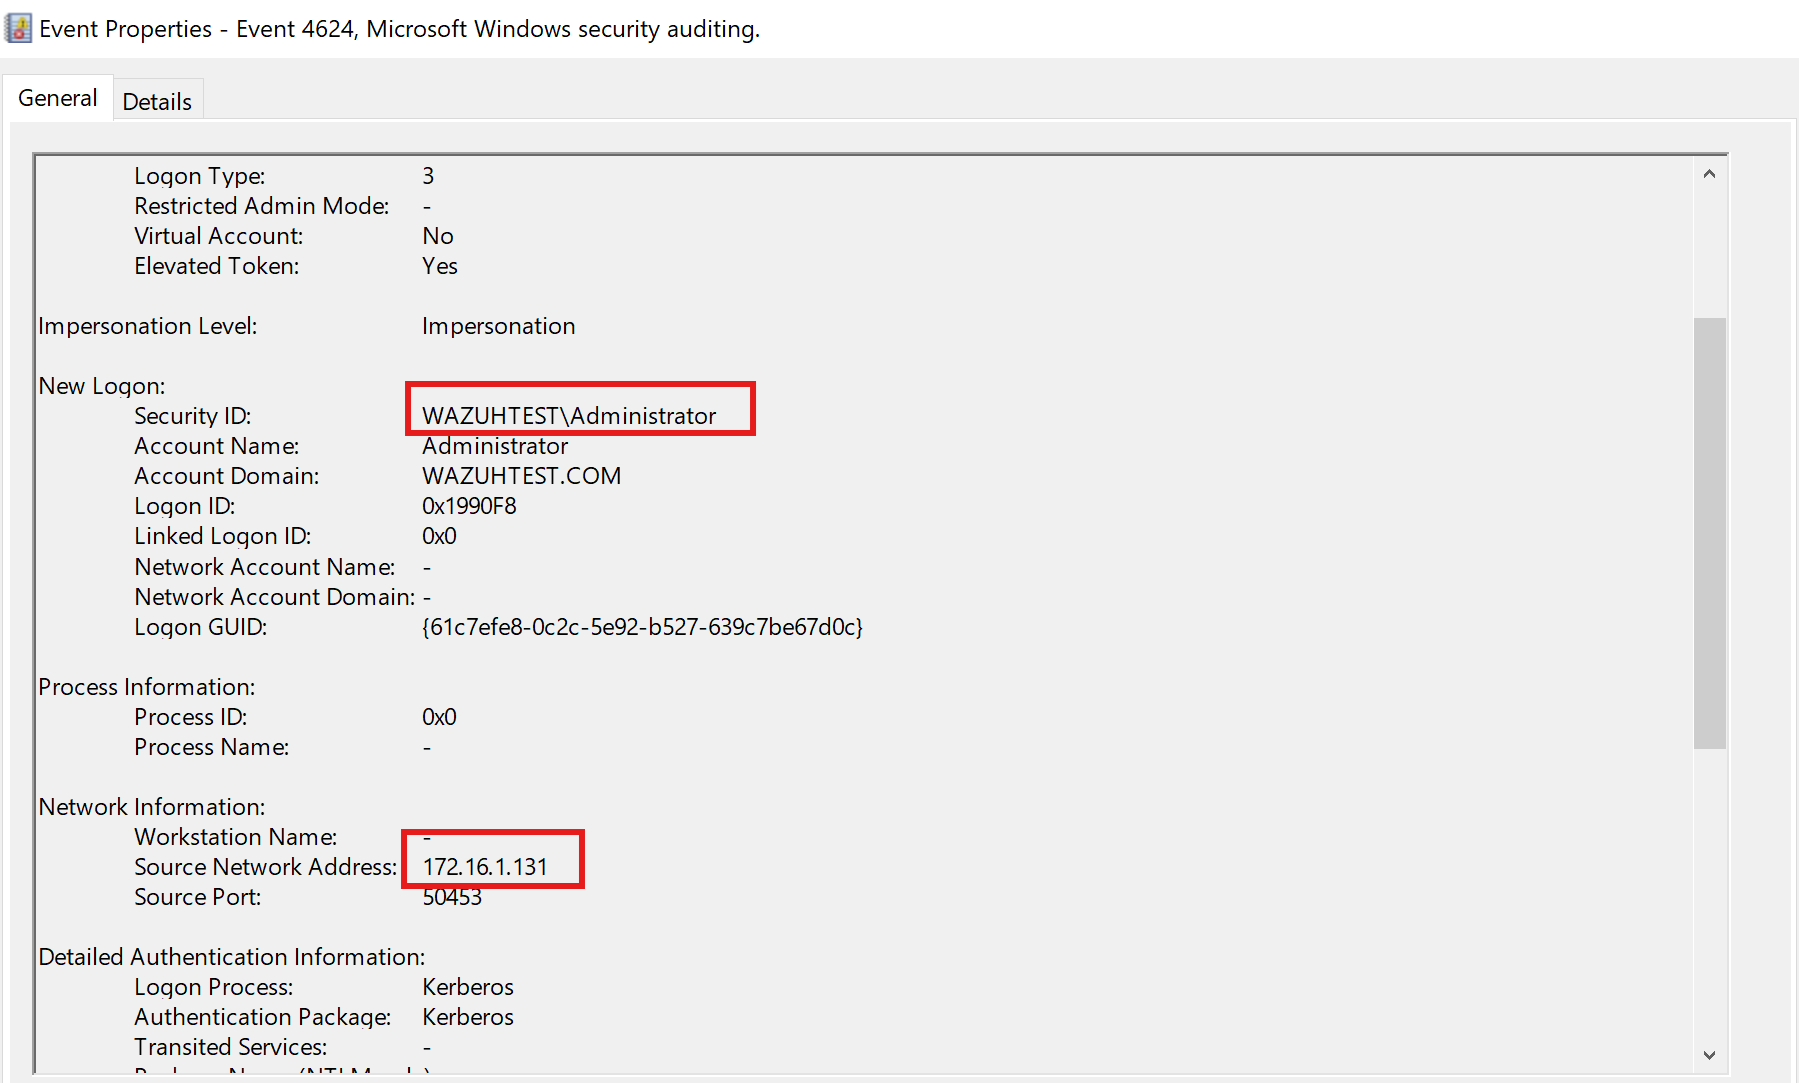 Event Properties - Event 4624, Microsoft Windows security auditing.
General Details
Logon Type: 3
Restricted Admin Mode: -
Virtual Account: No
Elevated Token: Yes
Impersonation Level: Impersonation
New Logon:
Security ID: WAZUHTEST\Administrator
Account Name: Administrator
Account Domain: WAZUHTEST.COM
Logon ID: 0x1990F8
Linked Logon ID: 0x0
Network Account Name: -
Network Account Domain: -
Logon GUID: {61c7efe8-0c2c-5e92-b527-639c7be67d0c}
Process Information:
Process ID: 0x0
Process Name: -
Network Information:
Workstation Name: -
Source Network Address: 172.16.1.131
Source Port: 50453
Detailed Authentication Information:
Logon Process: Kerberos
Authentication Package: Kerberos
Transited Services: -